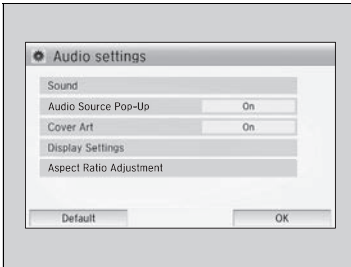 Audio settings
Sound
Audio Source Pop-Up On
Cover Art On
Display Settings
Aspect Ratio Adjustment
Default OK